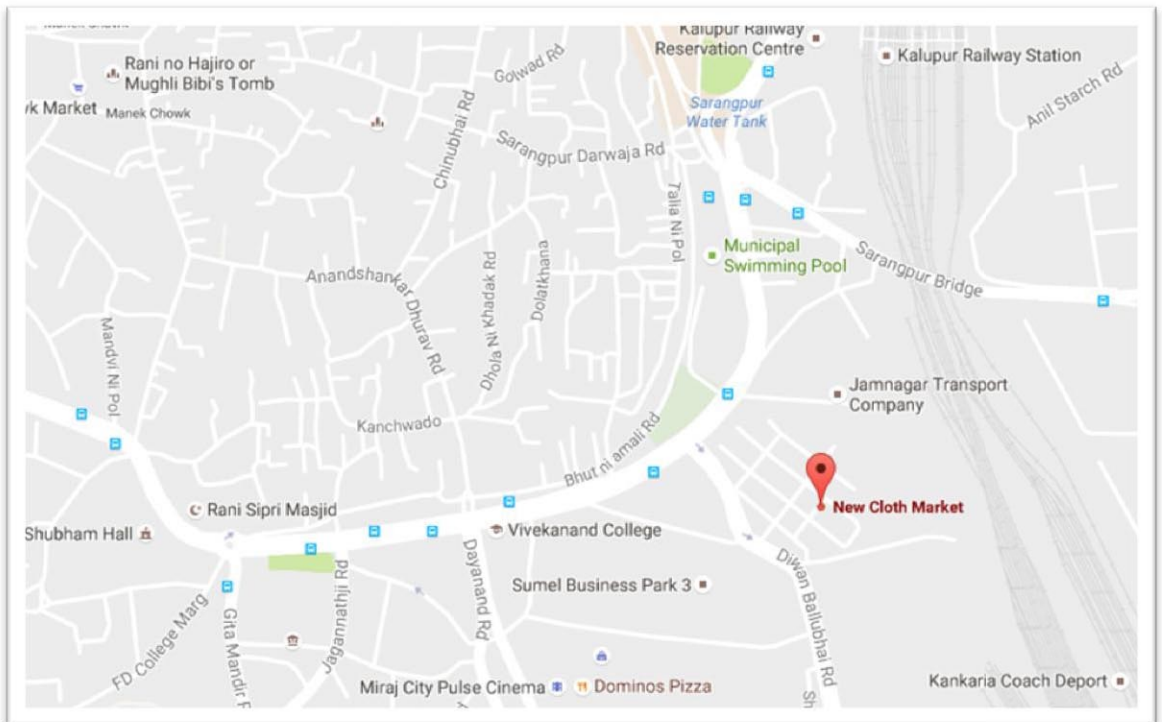 Manek Chowk
Kalupur Railway
Reservation Centre
Kalupur Railway Station
Rani no Hajiro or
Mughli Bibi's Tomb
Golwad Rd
Anil Starch Rd
vk Market
Manek Chowk
Chinubhai Rd
Sarangpur
Water Tank
Sarangpur Darwaja Rd
Talia Ni Pol
Municipal
Swimming Pool
Sarangpur Bridge
Anandshankar Dhurav Rd
Dhola Ni Khadak Rd
Dolatkhana
Mandvi Ni Pol
Jamnagar Transport
Company
Kanchwado
Bhut ni amali Rd
New Cloth Market
Rani Sipri Masjid
Shubham Hall
Vivekanand College
Dayanand Rd
Diwan Ballubhai Rd
Sumel Business Park 3
Jagannathji Rd
FD College Marg
Gita Mandir
Miraj City Pulse Cinema
Dominos Pizza
Sh
Kankaria Coach Deport